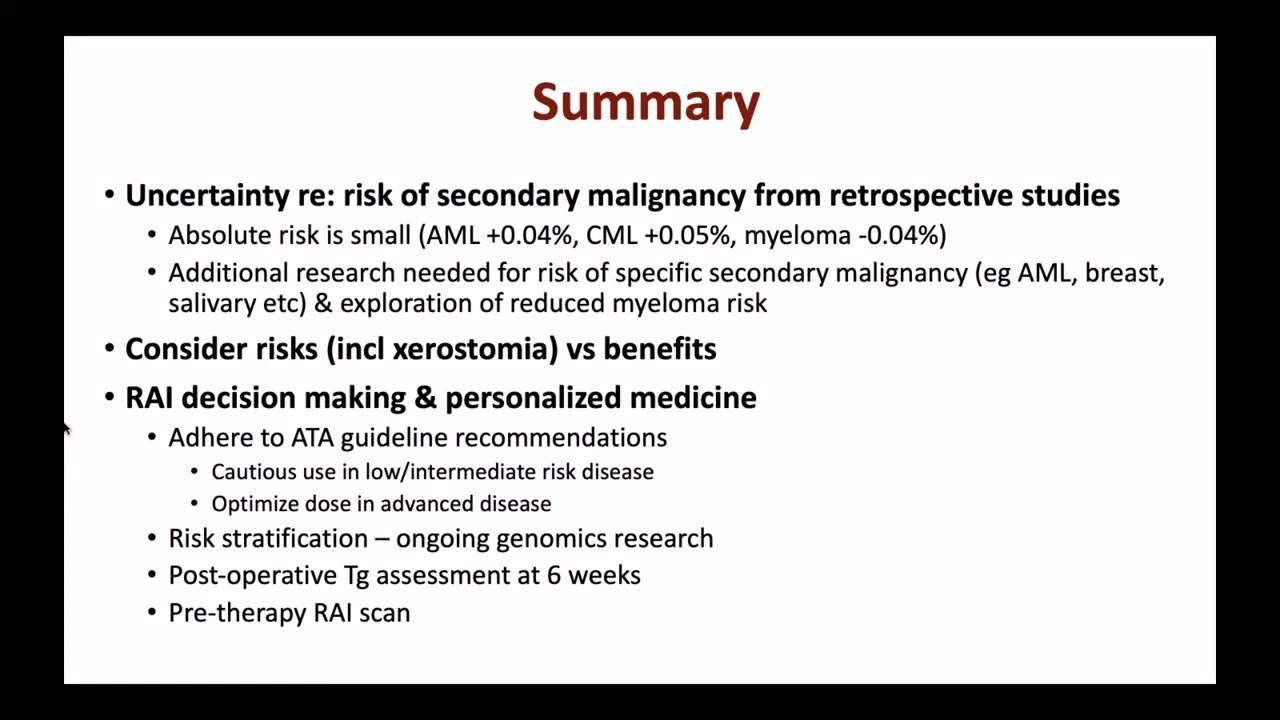 Summary
• Uncertainty re: risk of secondary malignancy from retrospective studies
• Absolute risk is small (AML +0.04%, CML +0.05%, myeloma -0.04%)
• Additional research needed for risk of specific secondary malignancy (eg AML, breast,
salivary etc) & exploration of reduced myeloma risk
• Consider risks (incl xerostomia) vs benefits
• RAI decision making & personalized medicine
• Adhere to ATA guideline recommendations
• Cautious use in low/intermediate risk disease
• Optimize dose in advanced disease
• Risk stratification – ongoing genomics research
• Post-operative Tg assessment at 6 weeks
• Pre-therapy RAI scan